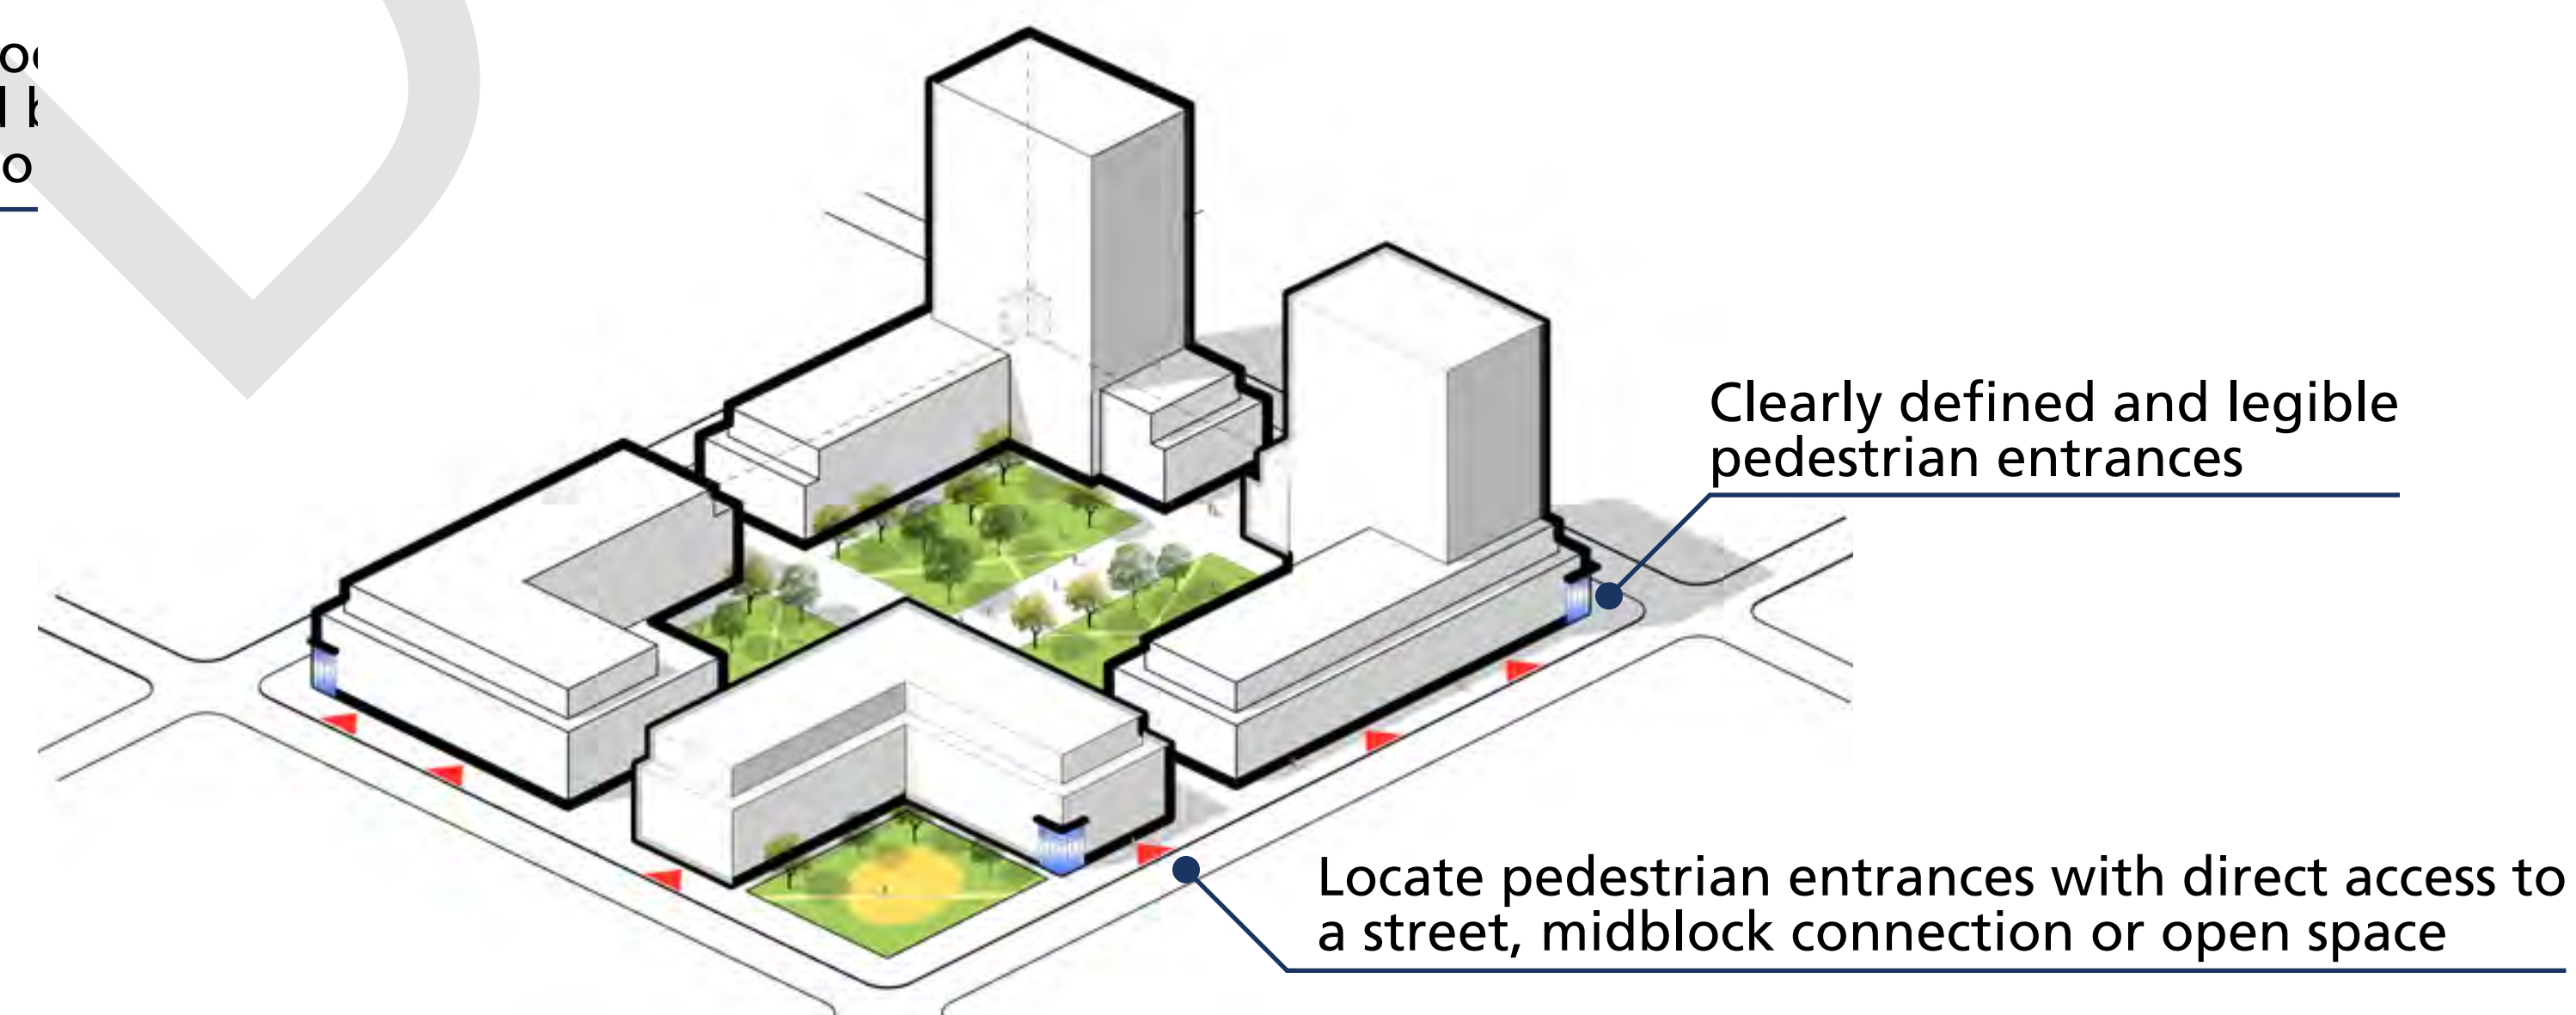 Clearly defined and legible
pedestrian entrances
Locate pedestrian entrances with direct access to
a street, midblock connection or open space